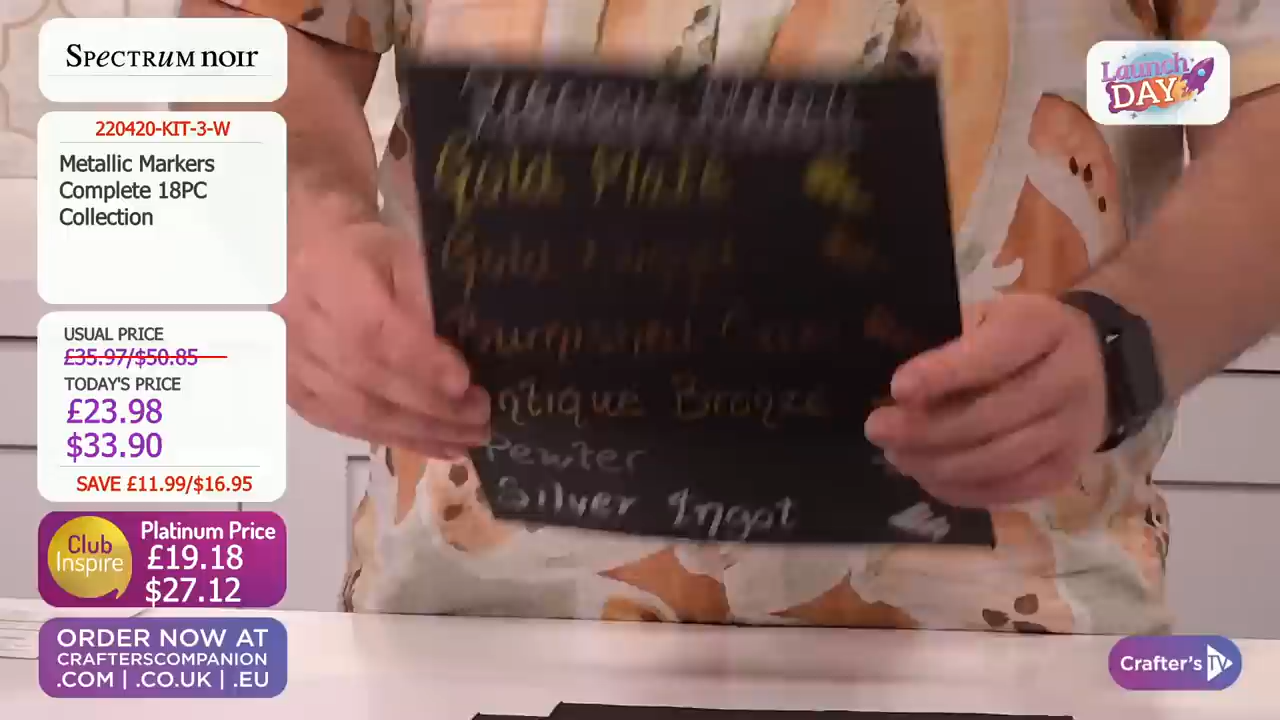 SPECTRUM NOIR
220420-KIT-3-W
Metallic Markers
Complete 18PC
Collection
USUAL PRICE
£35.97/$50.85
TODAY'S PRICE
£23.98
$33.90
SAVE £11.99/$16.95
Club
Inspire
Platinum Price
£19.18
$27.12
ORDER NOW AT
CRAFTERSCOMPANION
.COM | .CO.UK | .EU
Launch
DAY
Gold
Gold
Antique Bronze
Pewter
Silver Ingot
Crafter's TV